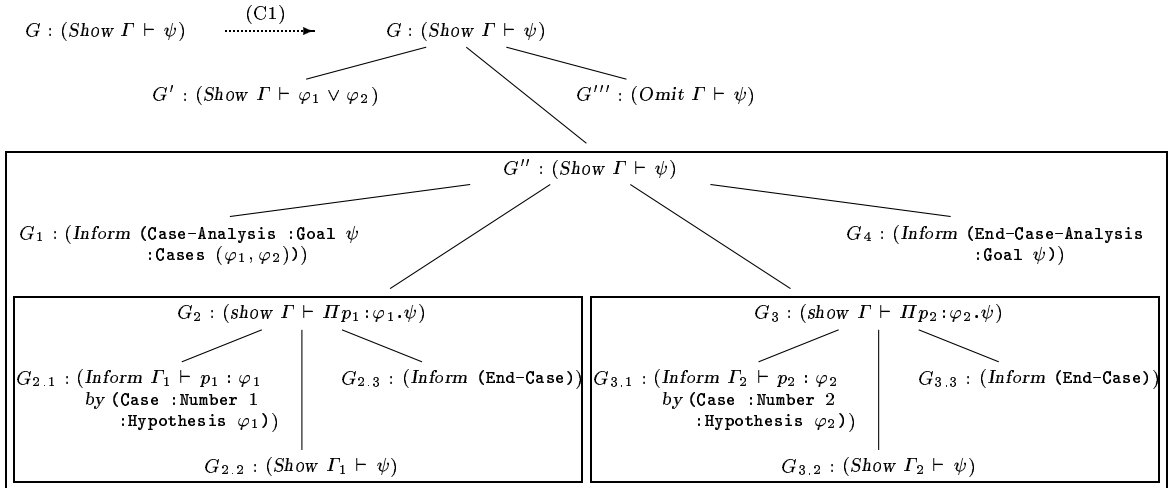 (C1)
G : (Show Γ ⊢ ψ) G : (Show Γ ⊢ ψ)
G′ : (Show Γ ⊢ φ₁ ∨ φ₂) G‴ : (Omit Γ ⊢ ψ)
G″ : (Show Γ ⊢ ψ)
G₁ : (Inform (Case-Analysis :Goal ψ
:Cases (φ₁, φ₂)))
G₄ : (Inform (End-Case-Analysis
:Goal ψ))
G₂ : (show Γ ⊢ Πp₁:φ₁.ψ)
G₃ : (show Γ ⊢ Πp₂:φ₂.ψ)
G₂.₁ : (Inform Γ₁ ⊢ p₁ : φ₁
by (Case :Number 1
:Hypothesis φ₁))
G₂.₃ : (Inform (End-Case))
G₂.₂ : (Show Γ₁ ⊢ ψ)
G₃.₁ : (Inform Γ₂ ⊢ p₂ : φ₂
by (Case :Number 2
:Hypothesis φ₂))
G₃.₃ : (Inform (End-Case))
G₃.₂ : (Show Γ₂ ⊢ ψ)